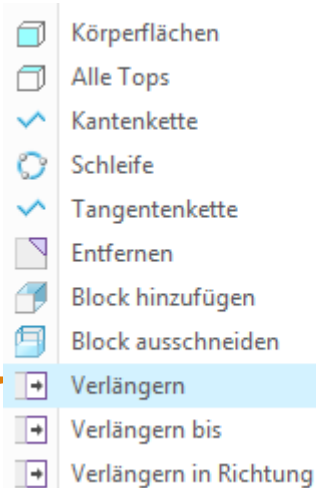 Körperflächen
Alle Tops
Kantenkette
Schleife
Tangentenkette
Entfernen
Block hinzufügen
Block ausschneiden
Verlängern
Verlängern bis
Verlängern in Richtung